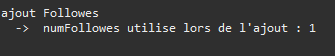 ajout Followes
-> numFollowes utilise lors de l'ajout : 1